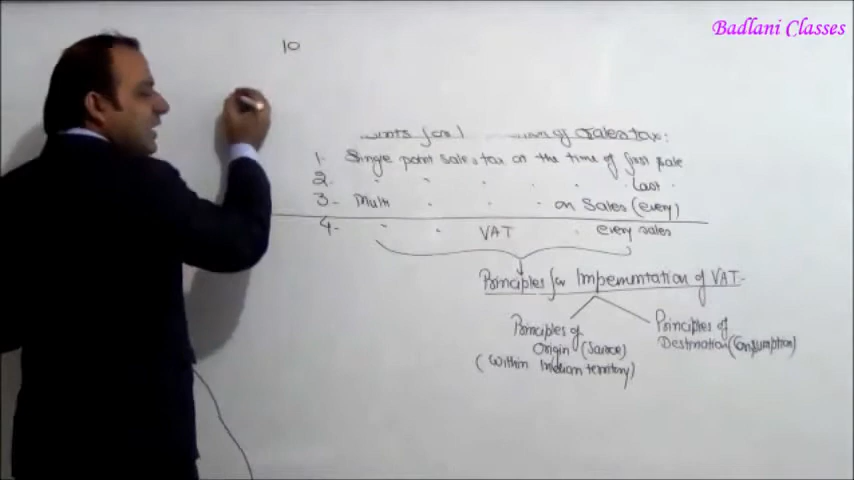 Badlani Classes
10
of Sales tax:
1. Single point sales tax at the time of first sale
2. " " " " " Last "
3- Multi " " " on Sales (every)
4- " " VAT " every sales
Principles for Impemmtation of VAT-
Principles of
Origin (Source)
(Within Indian territory)
Principles of
Destination (Consumption)